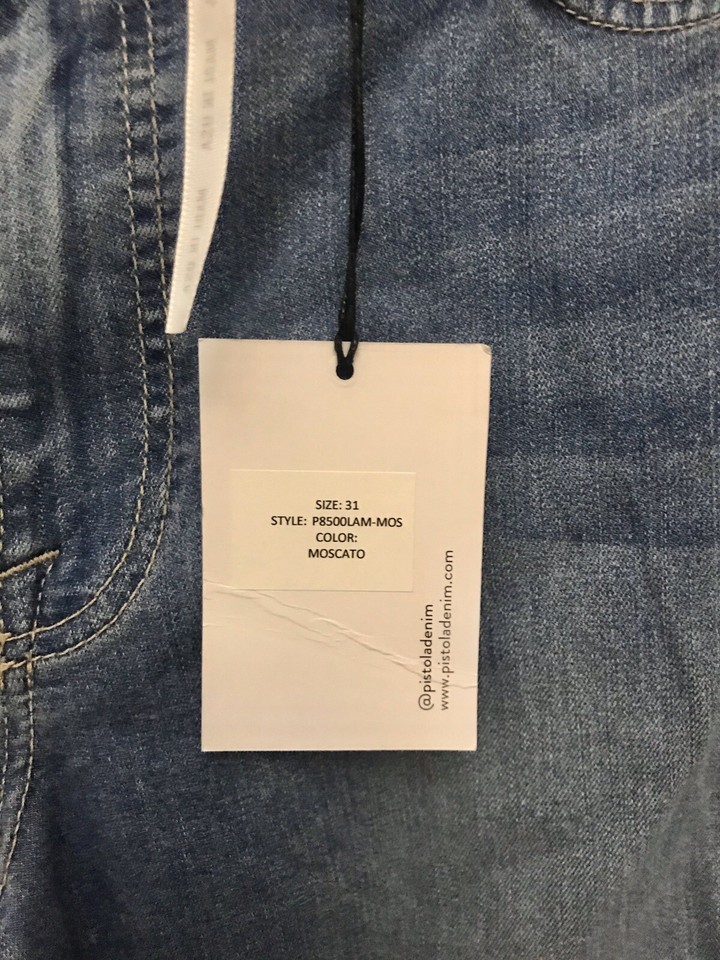 SIZE: 31
STYLE: P8500LAM-MOS
COLOR:
MOSCATO
@pistoladenim
www.pistoladenim.com